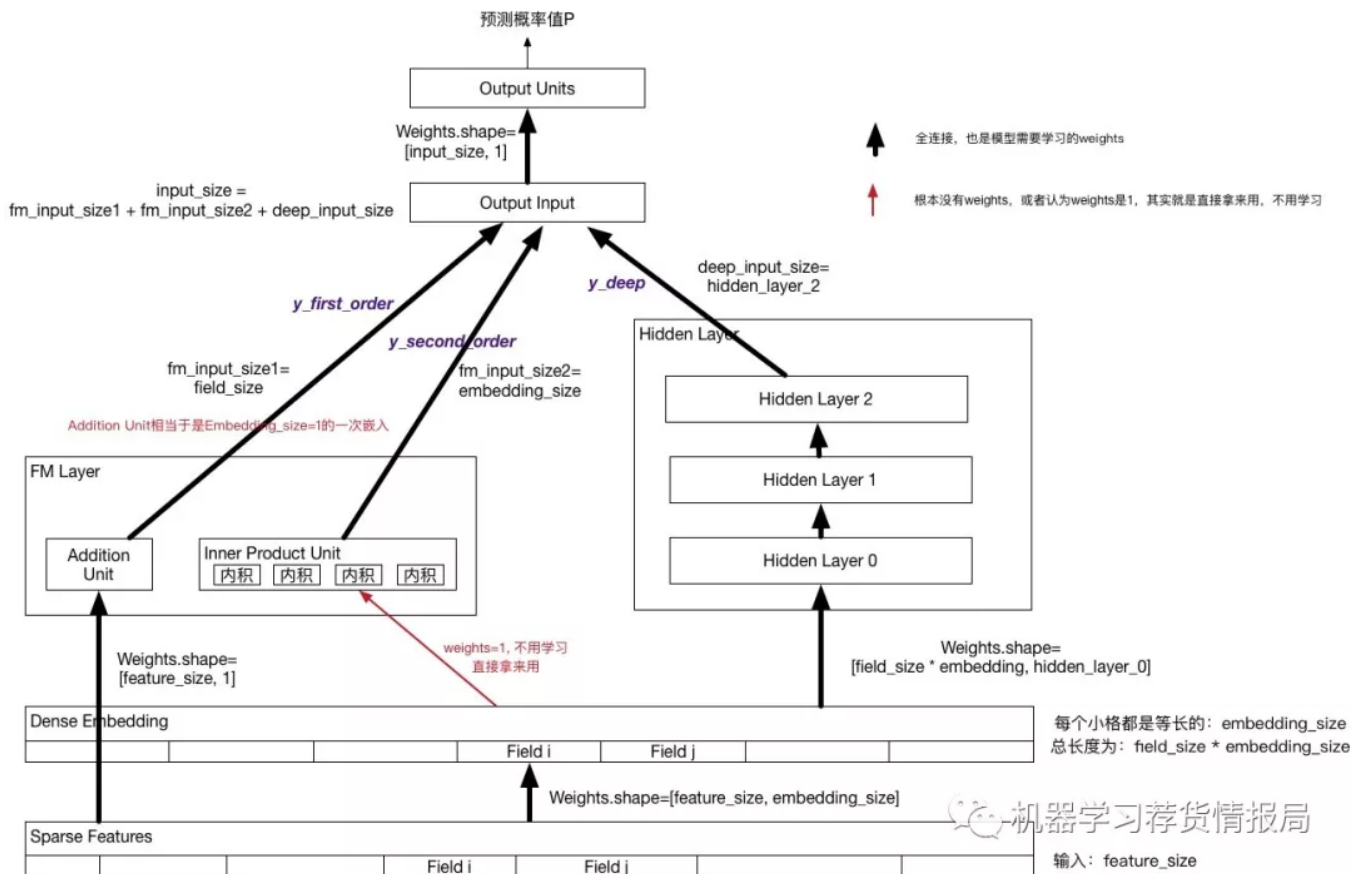 预测概率值P
Output Units
Weights.shape=
[input_size, 1]
全连接，也是模型需要学习的weights
input_size =
fm_input_size1 + fm_input_size2 + deep_input_size
Output Input
根本没有weights，或者认为weights是1，其实就是直接拿来用，不用学习
y_first_order
y_second_order
y_deep
deep_input_size=
hidden_layer_2
fm_input_size1=
field_size
fm_input_size2=
embedding_size
Addition Unit相当于是Embedding_size=1的一次嵌入
Hidden Layer
Hidden Layer 2
Hidden Layer 1
Hidden Layer 0
FM Layer
Addition
Unit
Inner Product Unit
内积 内积 内积 内积
Weights.shape=
[feature_size, 1]
weights=1, 不用学习
直接拿来用
Weights.shape=
[field_size * embedding, hidden_layer_0]
Dense Embedding
Field i Field j
每个小格都是等长的：embedding_size
总长度为：field_size * embedding_size
Weights.shape=[feature_size, embedding_size]
机器学习荐货情报局
Sparse Features
Field i Field j
输入：feature_size